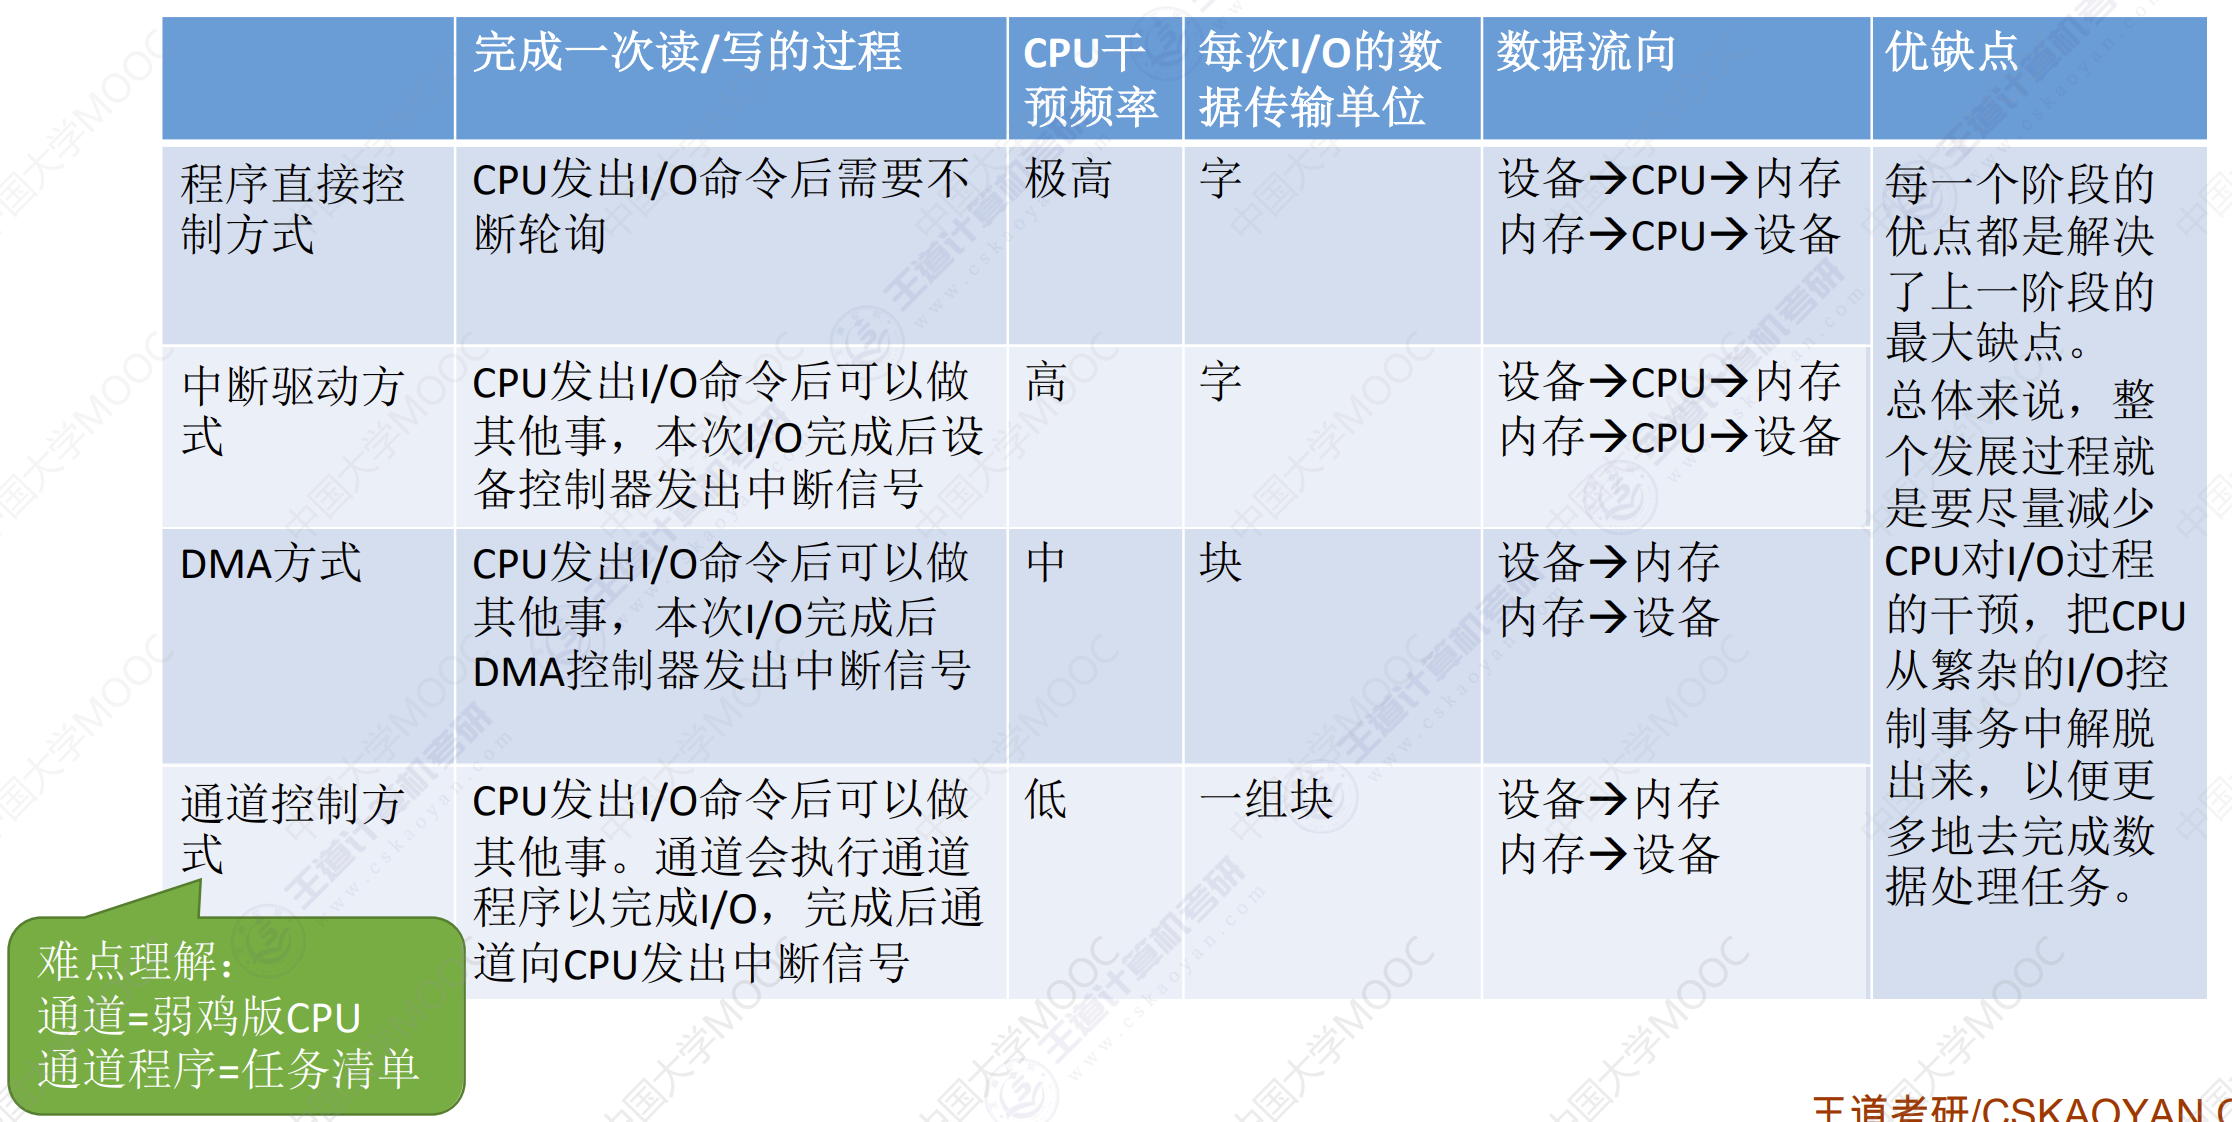 完成一次读/写的过程
CPU干
预频率
每次I/O的数
据传输单位
数据流向
优缺点
程序直接控
制方式
CPU发出I/O命令后需要不
断轮询
极高
字
设备→CPU→内存
内存→CPU→设备
每一个阶段的
优点都是解决
了上一阶段的
最大缺点。
总体来说，整
个发展过程就
是要尽量减少
CPU对I/O过程
的干预，把CPU
从繁杂的I/O控
制事务中解脱
出来，以便更
多地去完成数
据处理任务。
中断驱动方
式
CPU发出I/O命令后可以做
其他事，本次I/O完成后设
备控制器发出中断信号
高
字
设备→CPU→内存
内存→CPU→设备
DMA方式
CPU发出I/O命令后可以做
其他事，本次I/O完成后
DMA控制器发出中断信号
中
块
设备→内存
内存→设备
通道控制方
式
CPU发出I/O命令后可以做
其他事。通道会执行通道
程序以完成I/O，完成后通
道向CPU发出中断信号
低
一组块
设备→内存
内存→设备
难点理解：
通道=弱鸡版CPU
通道程序=任务清单
王道考研/CSKAOYAN.C
中国大学MOOC
王道计算机考研
www.cskaoyan.com